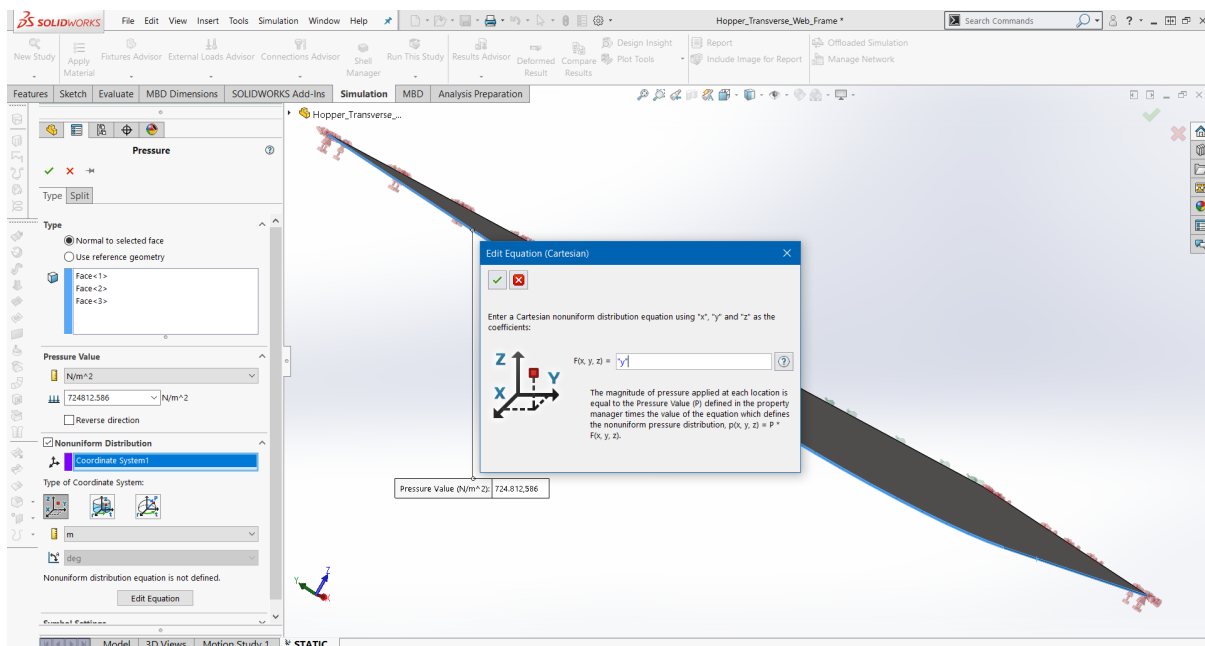 SOLIDWORKS File Edit View Insert Tools Simulation Window Help Hopper_Transverse_Web_Frame * Search Commands ?
New Study Apply Material Fixtures Advisor External Loads Advisor Connections Advisor Shell Manager Run This Study Results Advisor Deformed Result Compare Results Design Insight Plot Tools Report Include Image for Report Offloaded Simulation Manage Network
Features Sketch Evaluate MBD Dimensions SOLIDWORKS Add-Ins Simulation MBD Analysis Preparation
Hopper_Transverse_...
Pressure
Type Split
Type
Normal to selected face
Use reference geometry
Face<1>
Face<2>
Face<3>
Pressure Value
N/m^2
724812.586 N/m^2
Reverse direction
Nonuniform Distribution
Coordinate System1
Type of Coordinate System:
m
deg
Nonuniform distribution equation is not defined.
Edit Equation
Symbol Settings
Model 3D Views Motion Study 1 STATIC
Edit Equation (Cartesian)
Enter a Cartesian nonuniform distribution equation using "x", "y" and "z" as the
coefficients:
Z
Y
X
F(x, y, z) = "y"
The magnitude of pressure applied at each location is
equal to the Pressure Value (P) defined in the property
manager times the value of the equation which defines
the nonuniform pressure distribution, p(x, y, z) = P *
F(x, y, z).
Pressure Value (N/m^2): 724.812,586
Y Z X